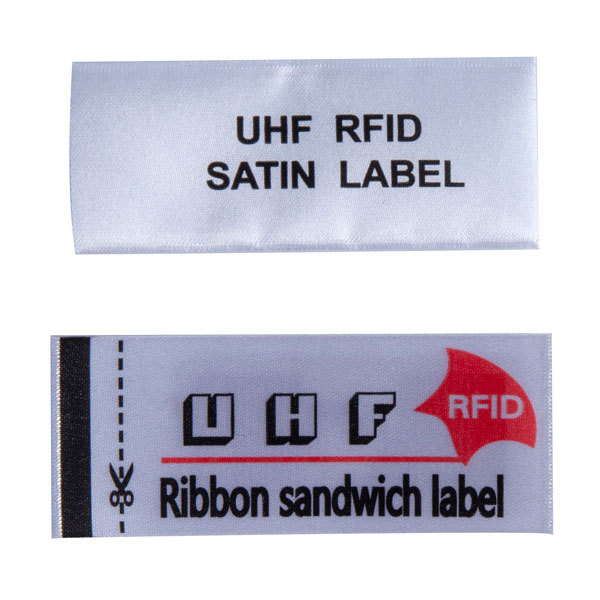 UHF RFID
SATIN LABEL
UHF
RFID
Ribbon sandwich label